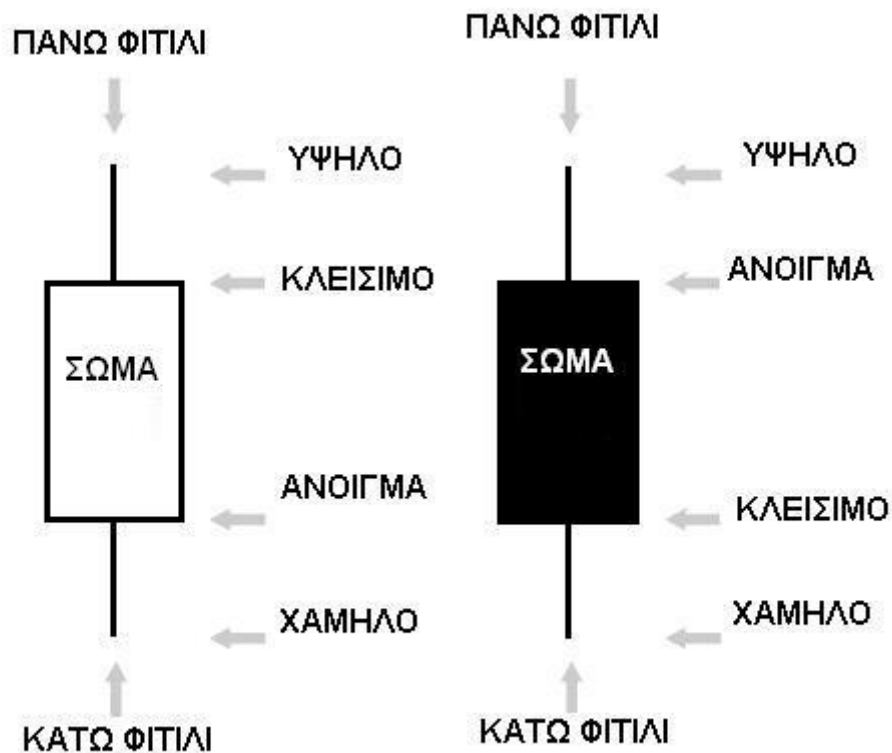 ΠΑΝΩ ΦΙΤΙΛΙ
ΥΨΗΛΟ
ΚΛΕΙΣΙΜΟ
ΣΩΜΑ
ΑΝΟΙΓΜΑ
ΧΑΜΗΛΟ
ΚΑΤΩ ΦΙΤΙΛΙ
ΠΑΝΩ ΦΙΤΙΛΙ
ΥΨΗΛΟ
ΑΝΟΙΓΜΑ
ΣΩΜΑ
ΚΛΕΙΣΙΜΟ
ΧΑΜΗΛΟ
ΚΑΤΩ ΦΙΤΙΛΙ